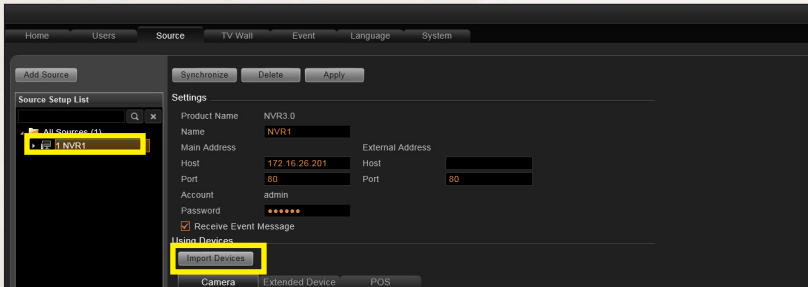 Home Users Source TV Wall Event Language System
Add Source Synchronize Delete Apply
Source Setup List
Settings
Product Name NVR3.0
All Sources (1)
Name NVR1
1 NVR1
Main Address External Address
Host 172.16.26.201 Host
Port 80 Port 80
Account admin
Password ●●●●●●
Receive Event Message
Using Devices
Import Devices
Camera Extended Device POS